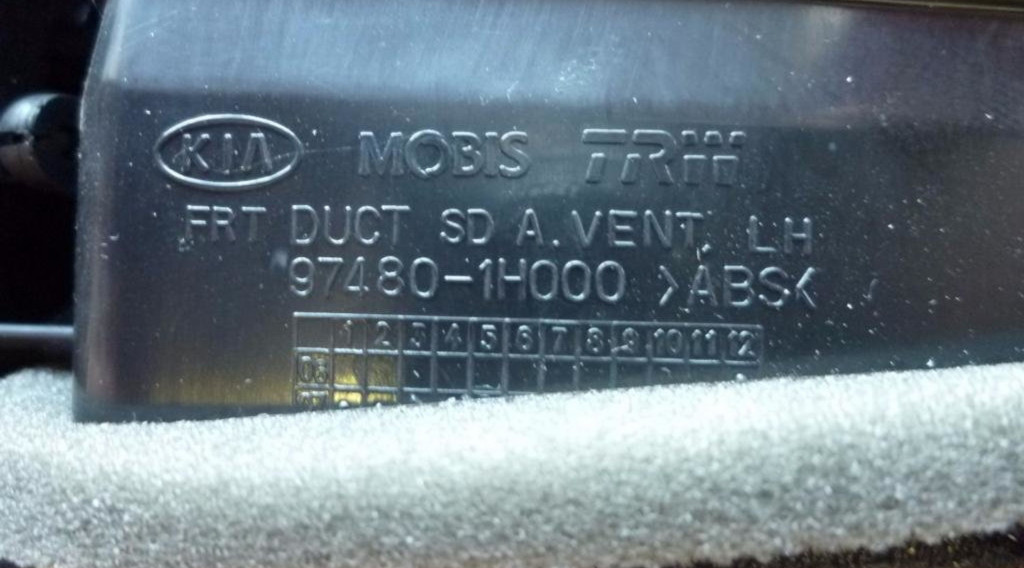 KIA MOBIS TRW
FRT DUCT SD A.VENT, LH
97480-1H000 >ABS<
1 2 3 4 5 6 7 8 9 10 11 12
06